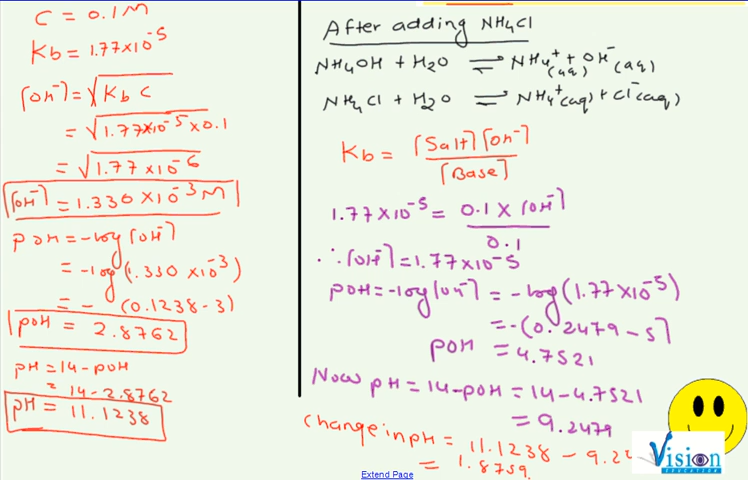 C = 0.1M
Kb = 1.77×10⁻⁵
[OH⁻] = √Kb C
= √1.77×10⁻⁵ × 0.1
= √1.77 × 10⁻⁶
[OH⁻] = 1.330 × 10⁻³ M
POH = -log[OH⁻]
= -log(1.330 × 10⁻³)
= - (0.1238 - 3)
POH = 2.8762
PH = 14 - POH
= 14 - 2.8762
PH = 11.1238
After adding NH4Cl
NH4OH + H2O ⇌ NH4⁺(aq) + OH⁻(aq)
NH4Cl + H2O ⇌ NH4⁺(aq) + Cl⁻(aq)
Kb = [Salt][OH⁻]
[Base]
1.77×10⁻⁵ = 0.1 × [OH⁻]
0.1
∴ [OH⁻] = 1.77×10⁻⁵
POH = -log[OH⁻] = -log(1.77×10⁻⁵)
= -(0.2479 - 5)
POH = 4.7521
Now PH = 14 - POH = 14 - 4.7521
= 9.2479
Change in PH = 11.1238 - 9.24
= 1.8759
Vision
EDUCATION
Extend Page